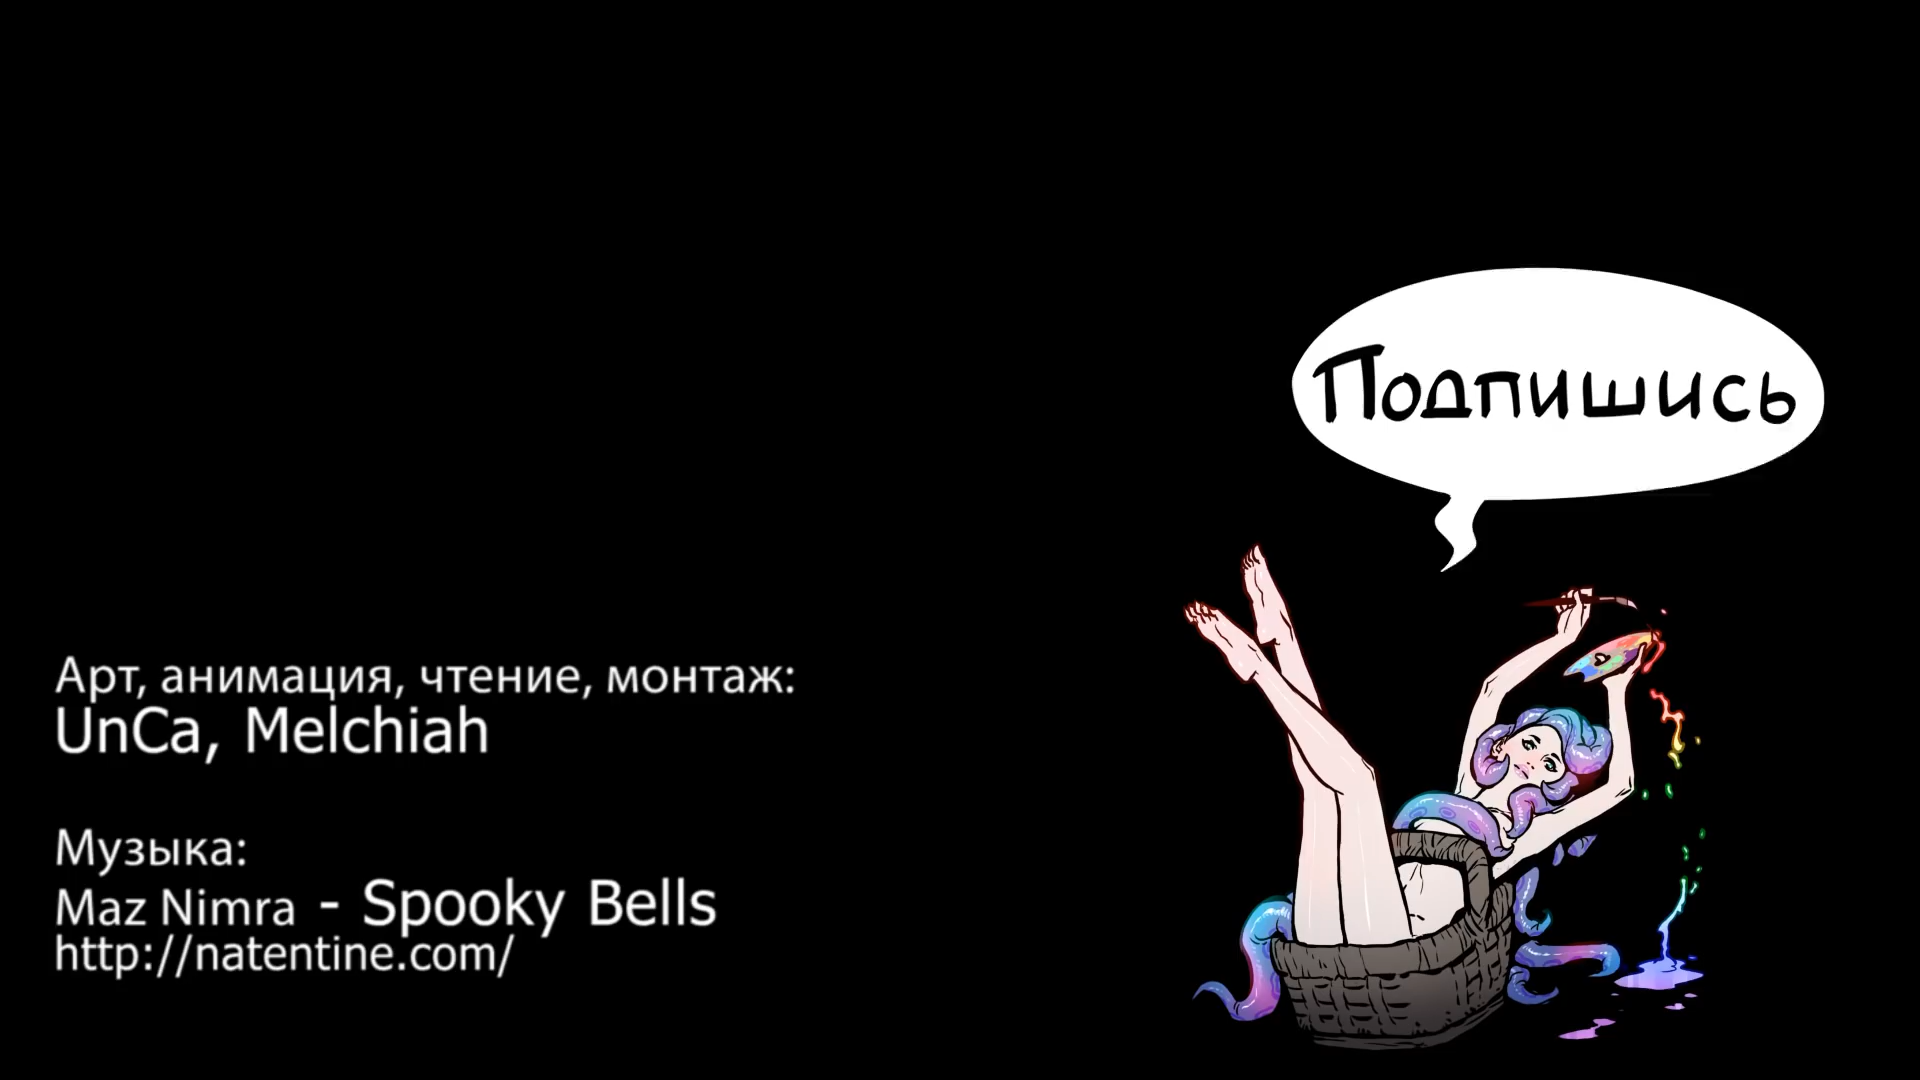 Подпишись
Арт, анимация, чтение, монтаж:
UnCa, Melchiah
Музыка:
Maz Nimra - Spooky Bells
http://natentine.com/